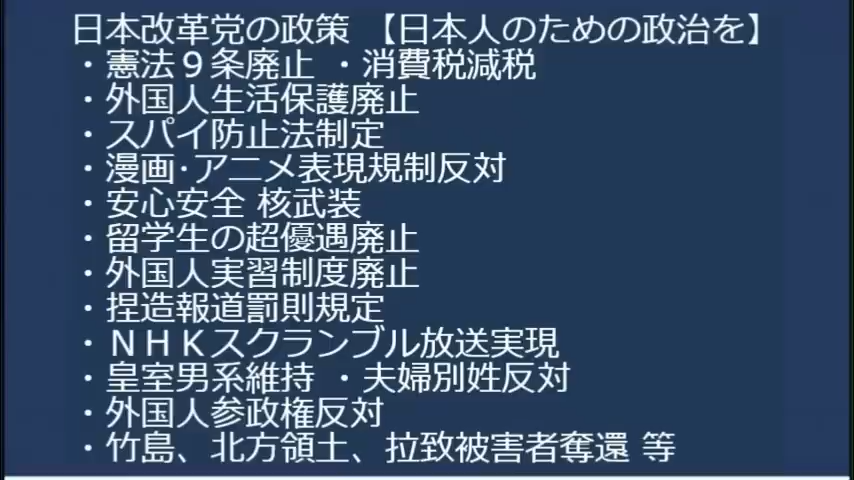 日本改革党の政策 【日本人のための政治を】
・憲法９条廃止 ・消費税減税
・外国人生活保護廃止
・スパイ防止法制定
・漫画・アニメ表現規制反対
・安心安全 核武装
・留学生の超優遇廃止
・外国人実習制度廃止
・捏造報道罰則規定
・ＮＨＫスクランブル放送実現
・皇室男系維持 ・夫婦別姓反対
・外国人参政権反対
・竹島、北方領土、拉致被害者奪還 等